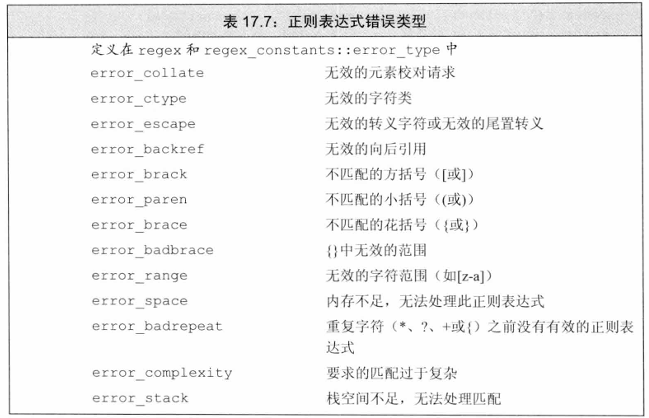 表 17.7：正则表达式错误类型
定义在 regex 和 regex_constants::error_type 中
error_collate 无效的元素校对请求
error_ctype 无效的字符类
error_escape 无效的转义字符或无效的尾置转义
error_backref 无效的向后引用
error_brack 不匹配的方括号（[或]）
error_paren 不匹配的小括号（(或)）
error_brace 不匹配的花括号（{或}）
error_badbrace {}中无效的范围
error_range 无效的字符范围（如[z-a]）
error_space 内存不足，无法处理此正则表达式
error_badrepeat 重复字符（*、?、+或{）之前没有有效的正则表
达式
error_complexity 要求的匹配过于复杂
error_stack 栈空间不足，无法处理匹配